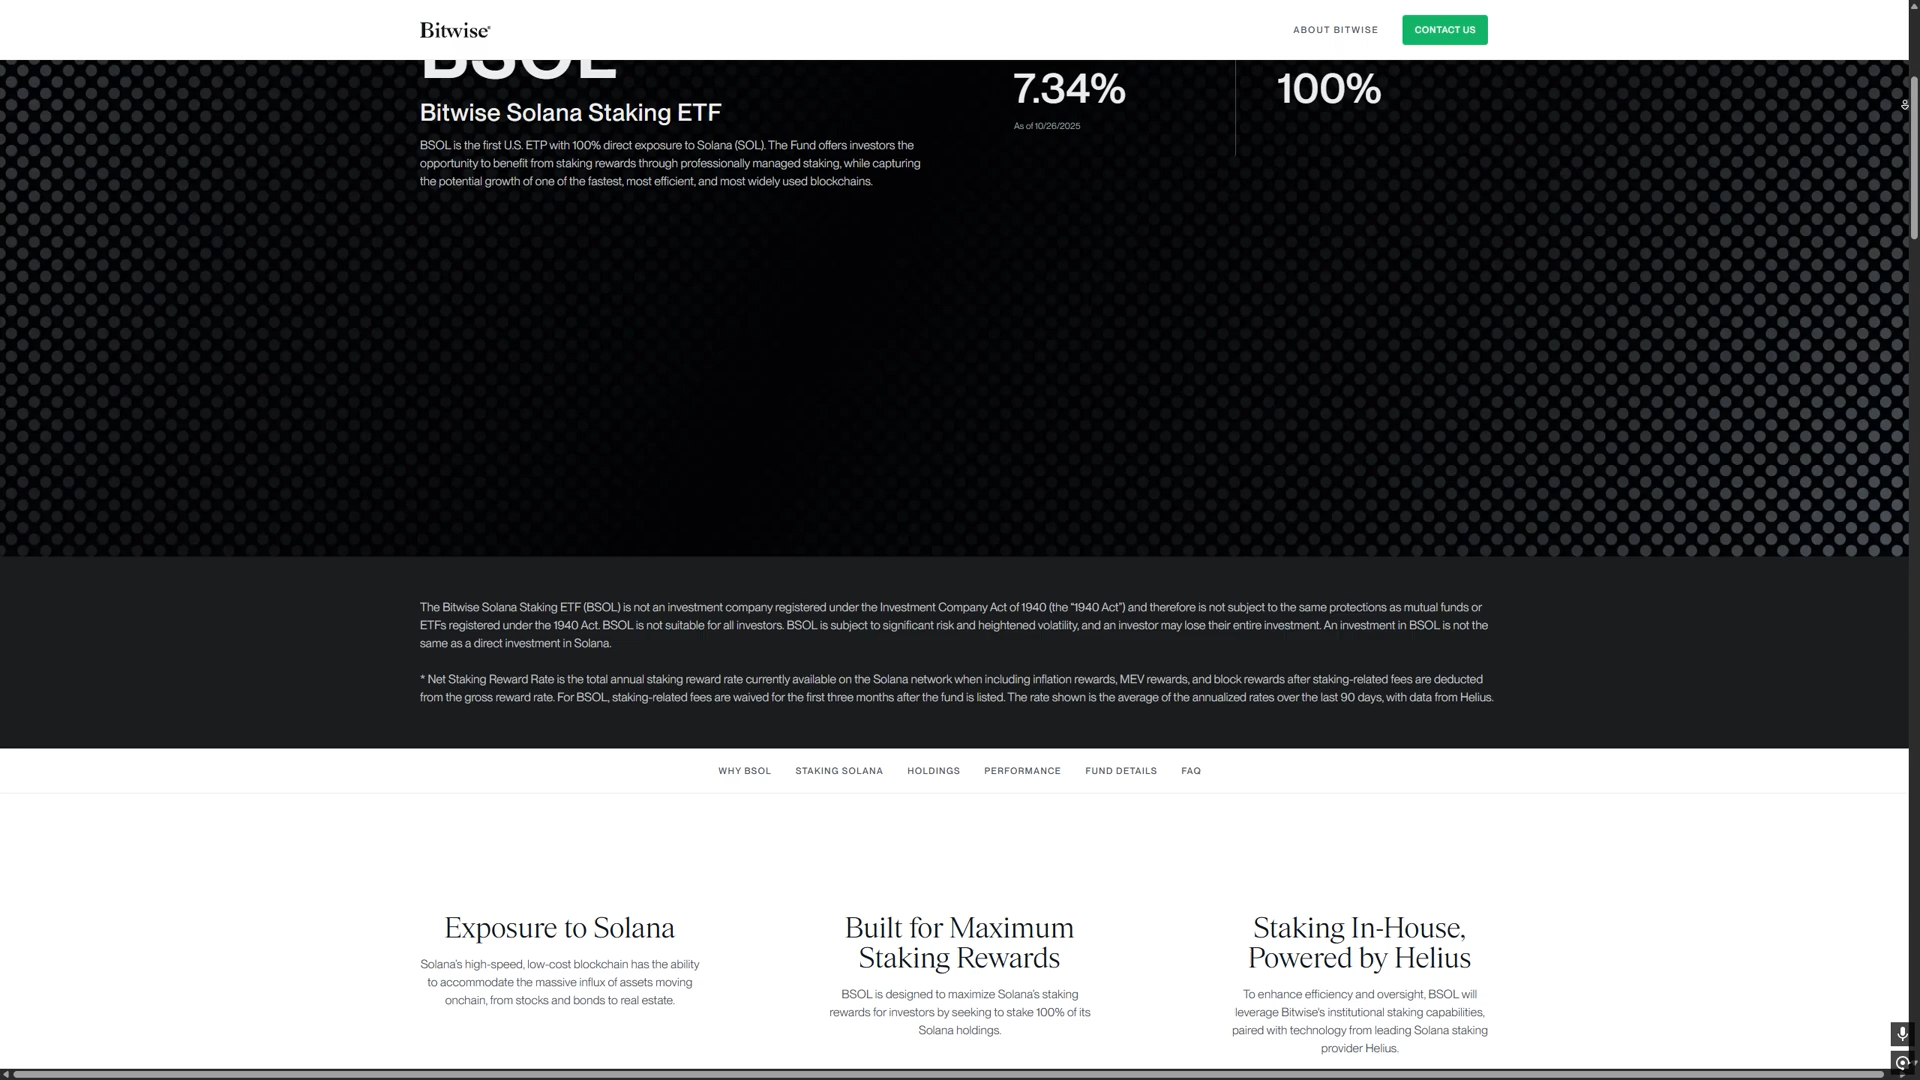 Bitwise®
ABOUT BITWISE
CONTACT US
BSOL
Bitwise Solana Staking ETF
BSOL is the first U.S. ETP with 100% direct exposure to Solana (SOL). The Fund offers investors the
opportunity to benefit from staking rewards through professionally managed staking, while capturing
the potential growth of one of the fastest, most efficient, and most widely used blockchains.
7.34%
As of 10/26/2025
100%
The Bitwise Solana Staking ETF (BSOL) is not an investment company registered under the Investment Company Act of 1940 (the “1940 Act”) and therefore is not subject to the same protections as mutual funds or
ETFs registered under the 1940 Act. BSOL is not suitable for all investors. BSOL is subject to significant risk and heightened volatility, and an investor may lose their entire investment. An investment in BSOL is not the
same as a direct investment in Solana.
* Net Staking Reward Rate is the total annual staking reward rate currently available on the Solana network when including inflation rewards, MEV rewards, and block rewards after staking-related fees are deducted
from the gross reward rate. For BSOL, staking-related fees are waived for the first three months after the fund is listed. The rate shown is the average of the annualized rates over the last 90 days, with data from Helius.
WHY BSOL
STAKING SOLANA
HOLDINGS
PERFORMANCE
FUND DETAILS
FAQ
Exposure to Solana
Solana’s high-speed, low-cost blockchain has the ability
to accommodate the massive influx of assets moving
onchain, from stocks and bonds to real estate.
Built for Maximum
Staking Rewards
BSOL is designed to maximize Solana’s staking
rewards for investors by seeking to stake 100% of its
Solana holdings.
Staking In-House,
Powered by Helius
To enhance efficiency and oversight, BSOL will
leverage Bitwise’s institutional staking capabilities,
paired with technology from leading Solana staking
provider Helius.